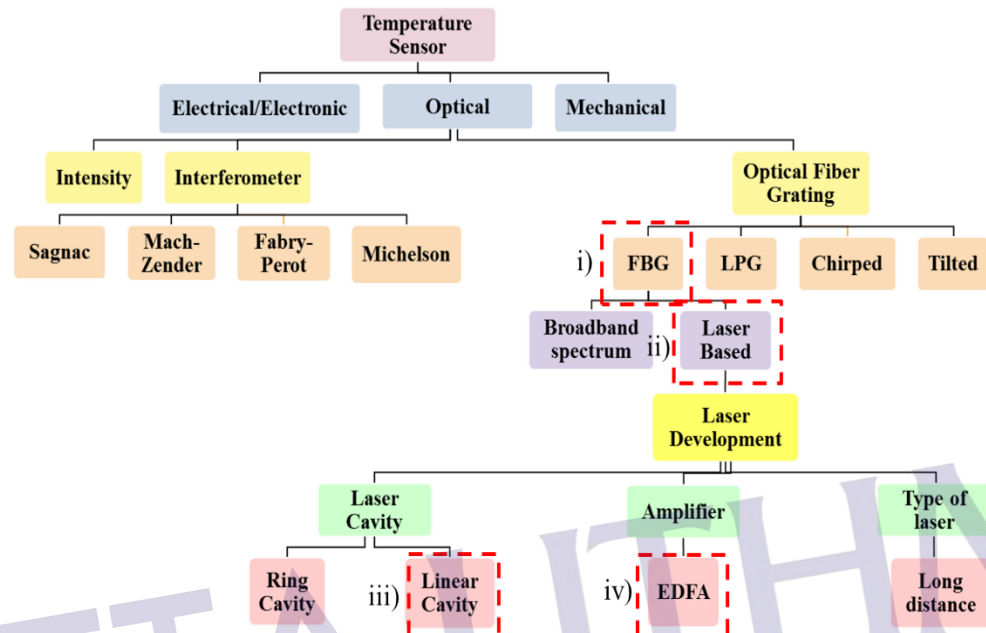 Temperature
Sensor
Electrical/Electronic
Optical
Mechanical
Intensity
Interferometer
Optical Fiber
Grating
Sagnac
Mach-
Zender
Fabry-
Perot
Michelson
i)
FBG
LPG
Chirped
Tilted
Broadband
spectrum
ii)
Laser
Based
Laser
Development
Laser
Cavity
Amplifier
Type of
laser
Ring
Cavity
iii)
Linear
Cavity
iv)
EDFA
Long
distance